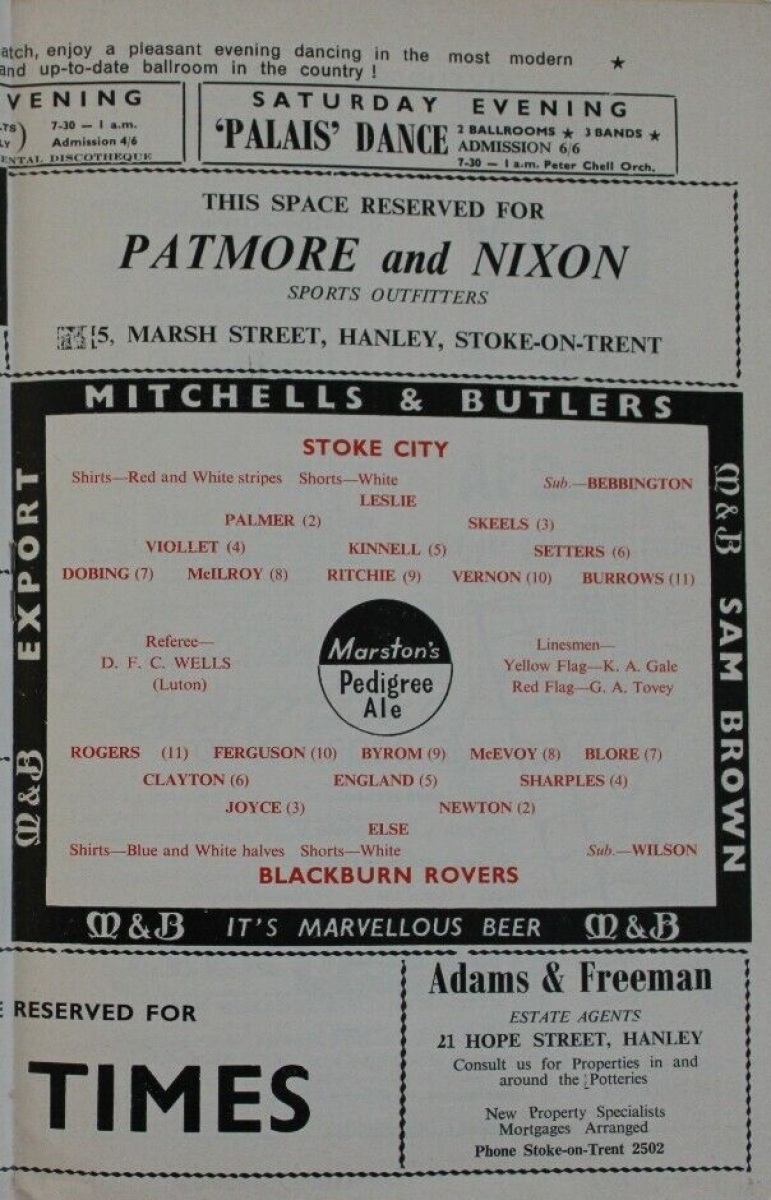 atch, enjoy a pleasant evening dancing in the most modern ★
and up-to-date ballroom in the country !
VENING
7-30 — 1 a.m.
Admission 4/6
ENTAL DISCOTHEQUE
SATURDAY EVENING
'PALAIS' DANCE
2 BALLROOMS ★ 3 BANDS ★
ADMISSION 6/6
7-30 — 1 a.m. Peter Chell Orch.
THIS SPACE RESERVED FOR
PATMORE and NIXON
SPORTS OUTFITTERS
5, MARSH STREET, HANLEY, STOKE-ON-TRENT
MITCHELLS & BUTLERS
M & B EXPORT
M & B SAM BROWN
STOKE CITY
Shirts—Red and White stripes Shorts—White Sub.—BEBBINGTON
LESLIE
PALMER (2) SKEELS (3)
VIOLLET (4) KINNELL (5) SETTERS (6)
DOBING (7) McILROY (8) RITCHIE (9) VERNON (10) BURROWS (11)
Referee—
D. F. C. WELLS
(Luton)
Marston's
Pedigree
Ale
Linesmen—
Yellow Flag—K. A. Gale
Red Flag—G. A. Tovey
ROGERS (11) FERGUSON (10) BYROM (9) McEVOY (8) BLORE (7)
CLAYTON (6) ENGLAND (5) SHARPLES (4)
JOYCE (3) NEWTON (2)
ELSE
Shirts—Blue and White halves Shorts—White Sub.—WILSON
BLACKBURN ROVERS
M & B IT'S MARVELLOUS BEER M & B
E RESERVED FOR
TIMES
Adams & Freeman
ESTATE AGENTS
21 HOPE STREET, HANLEY
Consult us for Properties in and
around the Potteries
New Property Specialists
Mortgages Arranged
Phone Stoke-on-Trent 2502